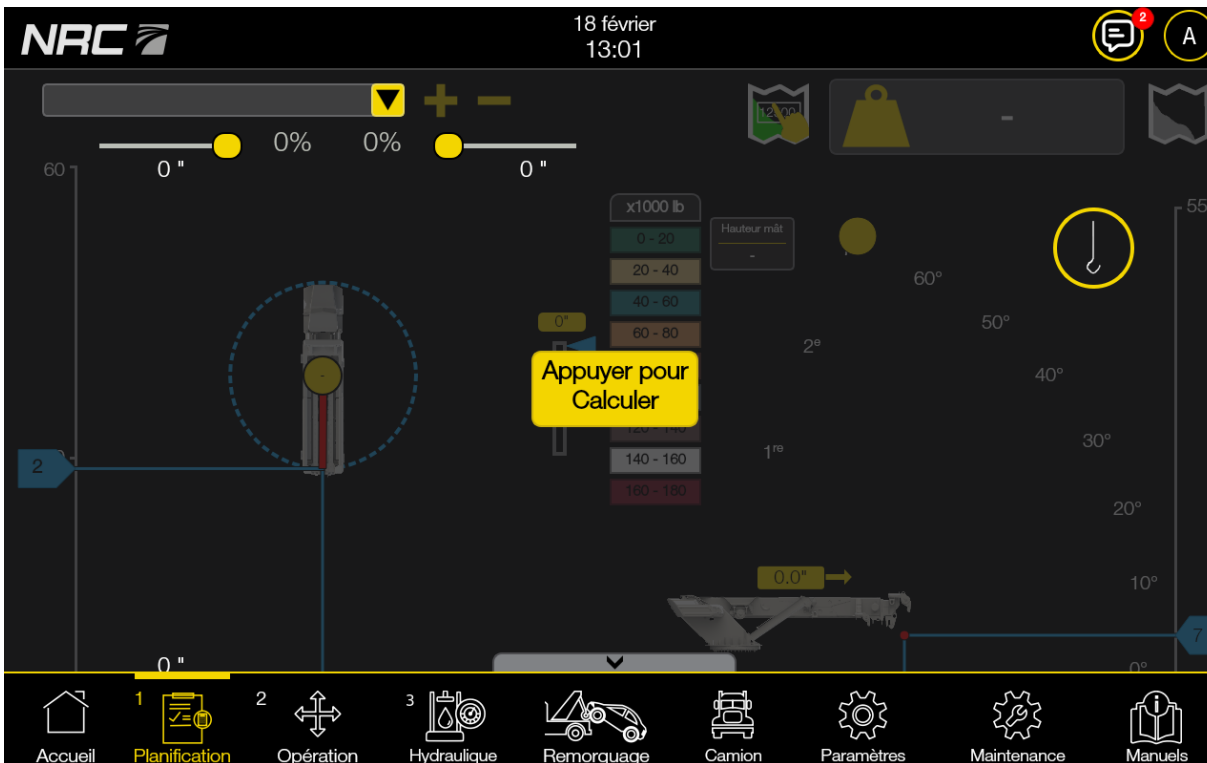 NRC
18 février
13:01
2
A
0% 0%
0 " 0 "
12000
-
60
55
x1000 lb
0 - 20
20 - 40
40 - 60
60 - 80
120 - 140
140 - 160
160 - 180
Hauteur mât
-
0"
Appuyer pour
Calculer
60°
50°
40°
30°
20°
10°
0°
2e
1re
2
0.0"
7
0 "
1 2 3
Accueil Planification Opération Hydraulique Remorquage Camion Paramètres Maintenance Manuels